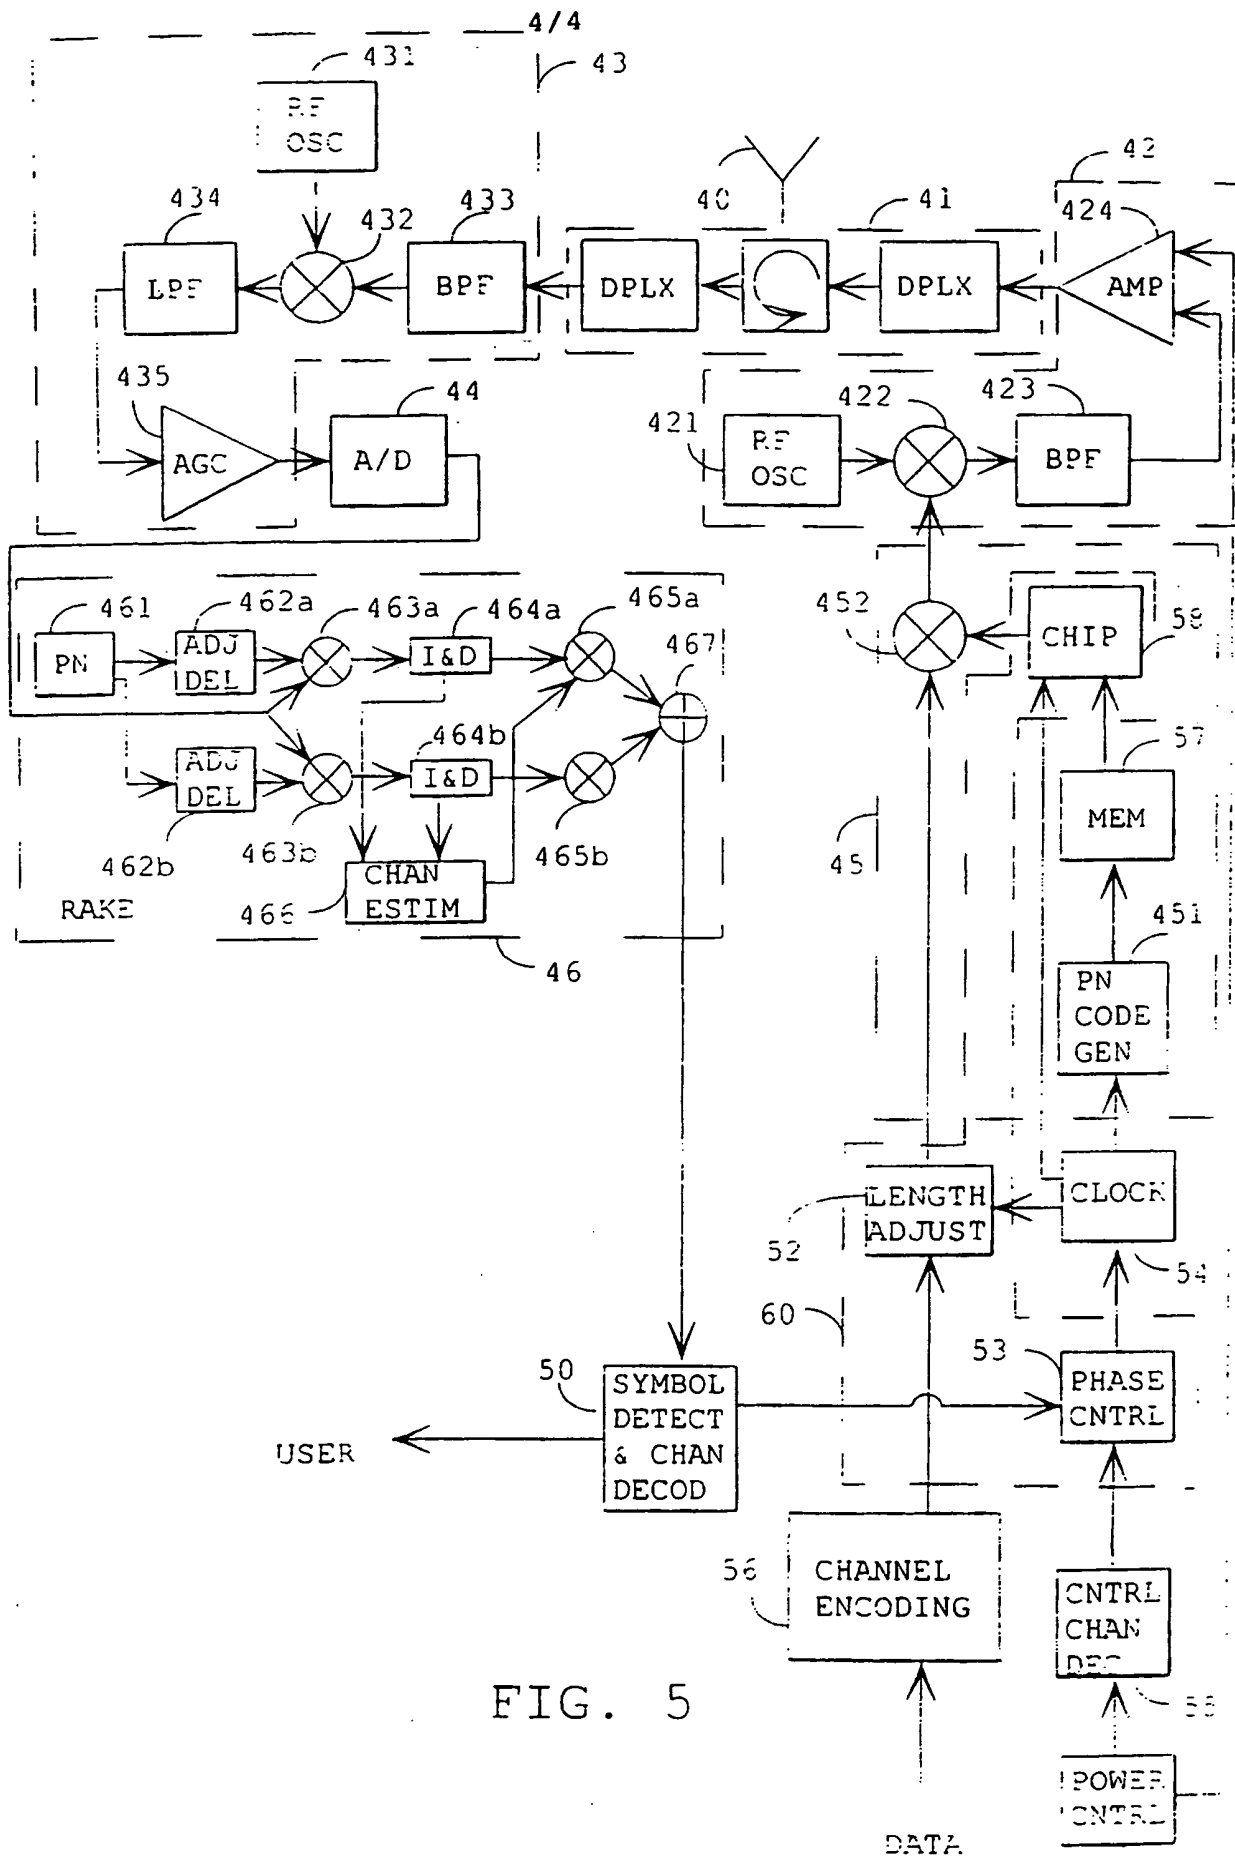 4/4
431
43
RF
OSC
40
42
434
433
41
424
432
LPF
BPF
DPLX
DPLX
AMP
435
44
422
423
421
RF
OSC
AGC
A/D
BPF
461
462a
463a
464a
465a
452
PN
ADJ
DEL
I&D
467
CHIP
58
464b
57
ADJ
DEL
I&D
MEM
462b
463b
465b
45
CHAN
ESTIM
RAKE
466
46
451
PN
CODE
GEN
LENGTH
ADJUST
CLOCK
52
54
60
53
50
SYMBOL
DETECT
& CHAN
DECOD
PHASE
CNTRL
USER
56
CHANNEL
ENCODING
CNTRL
CHAN
FIG. 5
POWER
CNTRL
DATA